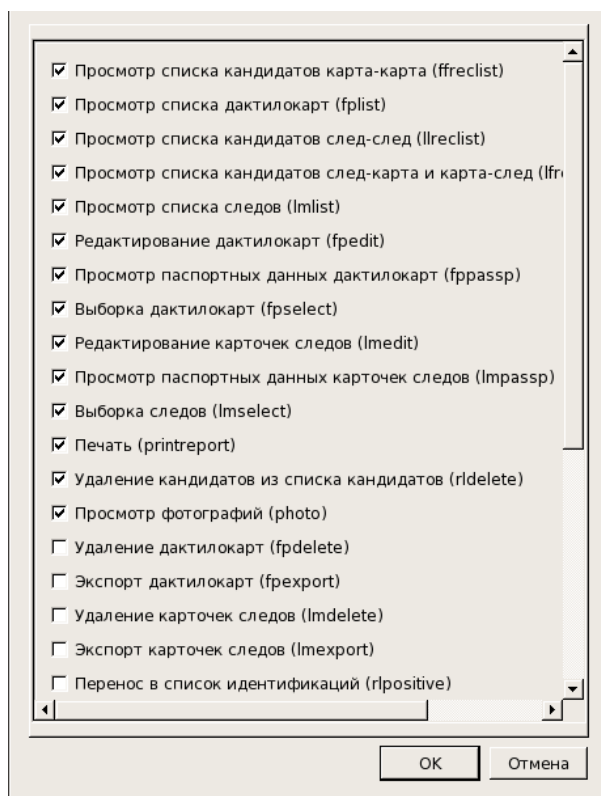 Просмотр списка кандидатов карта-карта (ffreclist)
Просмотр списка дактилокарт (fplist)
Просмотр списка кандидатов след-след (llreclist)
Просмотр списка кандидатов след-карта и карта-след (lfre
Просмотр списка следов (lmlist)
Редактирование дактилокарт (fpedit)
Просмотр паспортных данных дактилокарт (fppassp)
Выборка дактилокарт (fpselect)
Редактирование карточек следов (lmedit)
Просмотр паспортных данных карточек следов (lmpassp)
Выборка следов (lmselect)
Печать (printreport)
Удаление кандидатов из списка кандидатов (rldelete)
Просмотр фотографий (photo)
Удаление дактилокарт (fpdelete)
Экспорт дактилокарт (fpexport)
Удаление карточек следов (lmdelete)
Экспорт карточек следов (lmexport)
Перенос в список идентификаций (rlpositive)
OK
Отмена